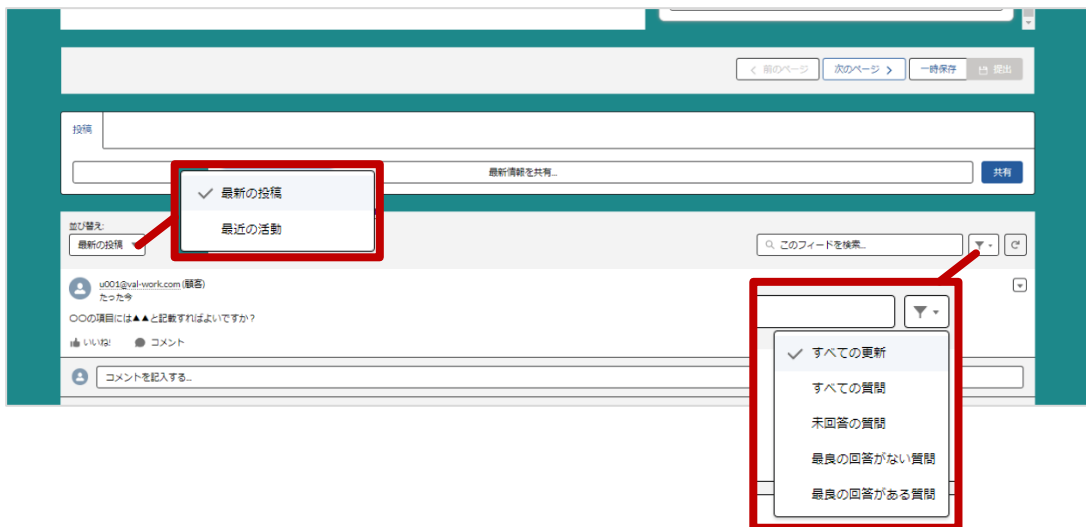 前のページ
次のページ
一時保存
提出
投稿
最新情報を共有...
共有
最新の投稿
最近の活動
並び替え:
最新の投稿
このフィードを検索...
u001@val-work.com (顧客)
たった今
〇〇の項目には▲▲と記載すればよいですか？
いいね!
コメント
コメントを記入する...
すべての更新
すべての質問
未回答の質問
最良の回答がない質問
最良の回答がある質問